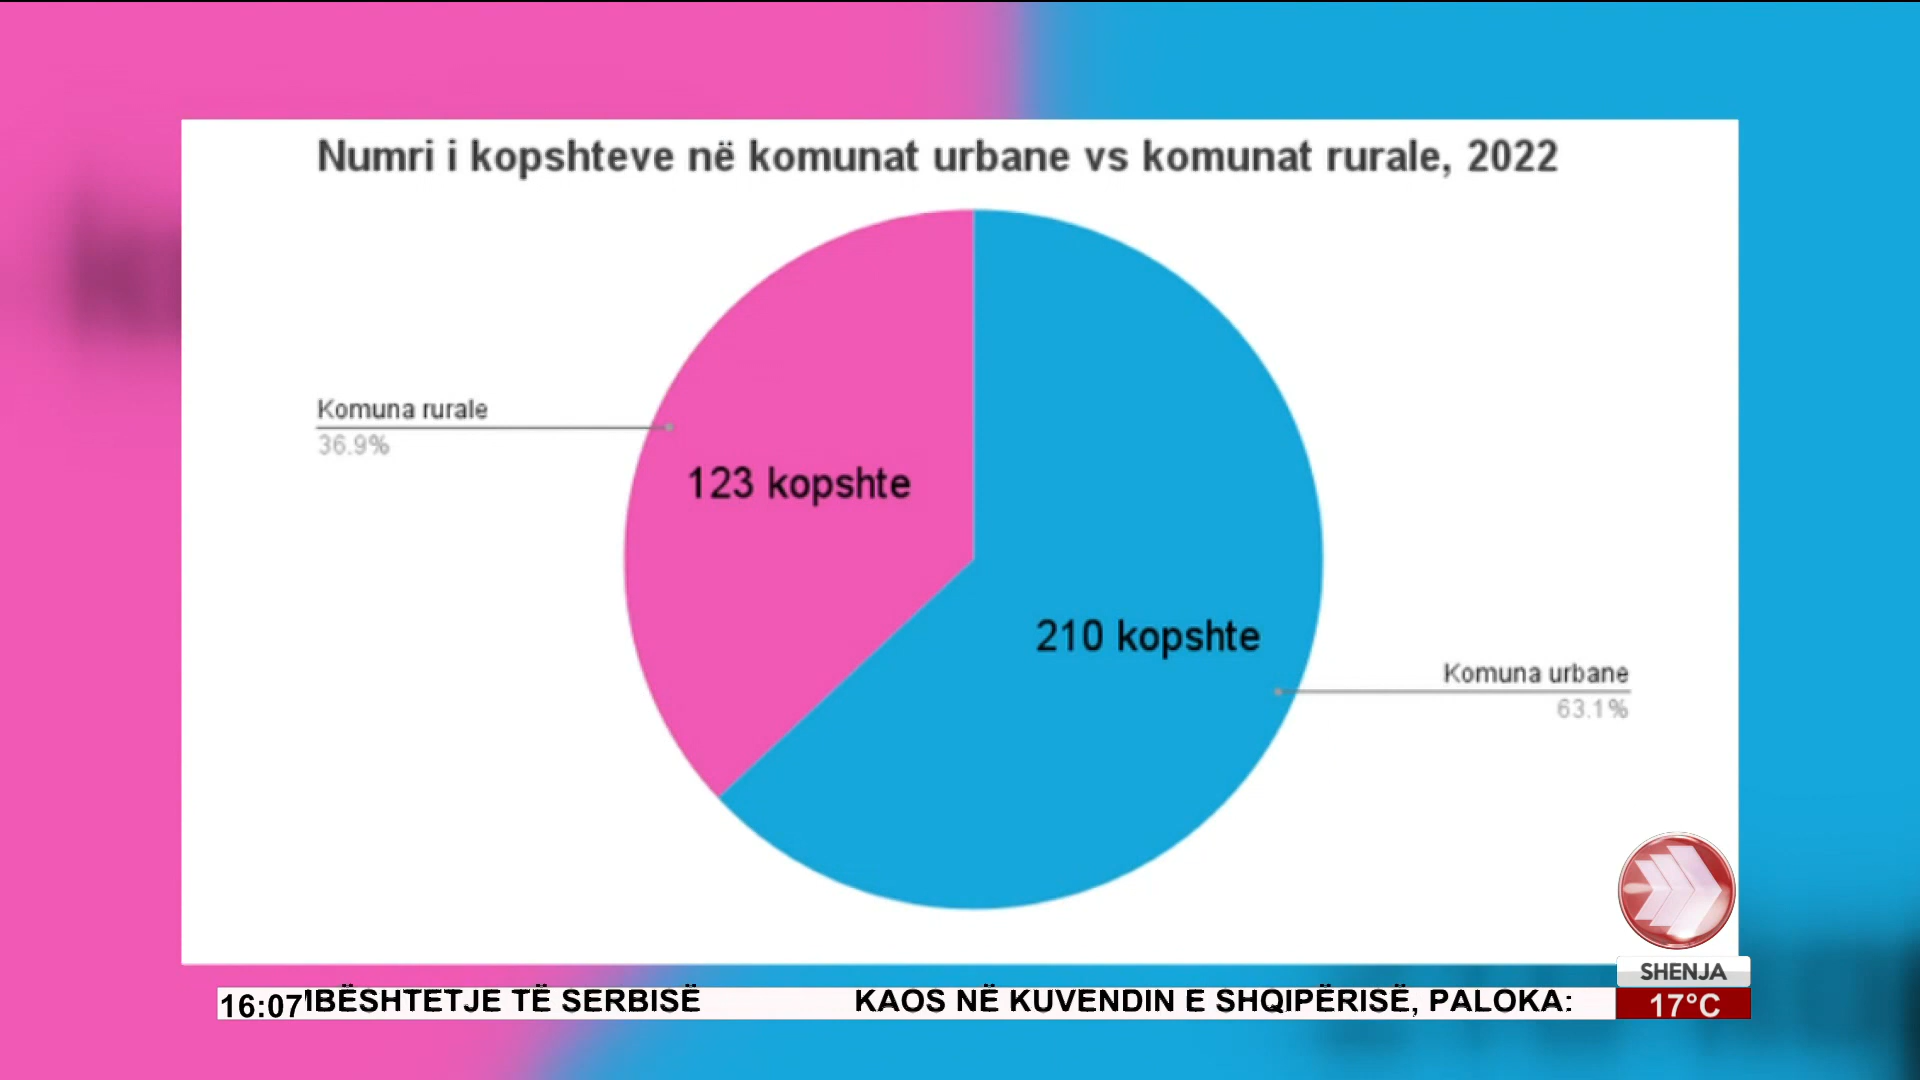 Numri i kopshteve në komunat urbane vs komunat rurale, 2022
Komuna rurale
36.9%
123 kopshte
210 kopshte
Komuna urbane
63.1%
SHENJA
16:07 TË SERBISË KAOS NË KUVENDIN E SHQIPËRISË, PALOKA:
17°C